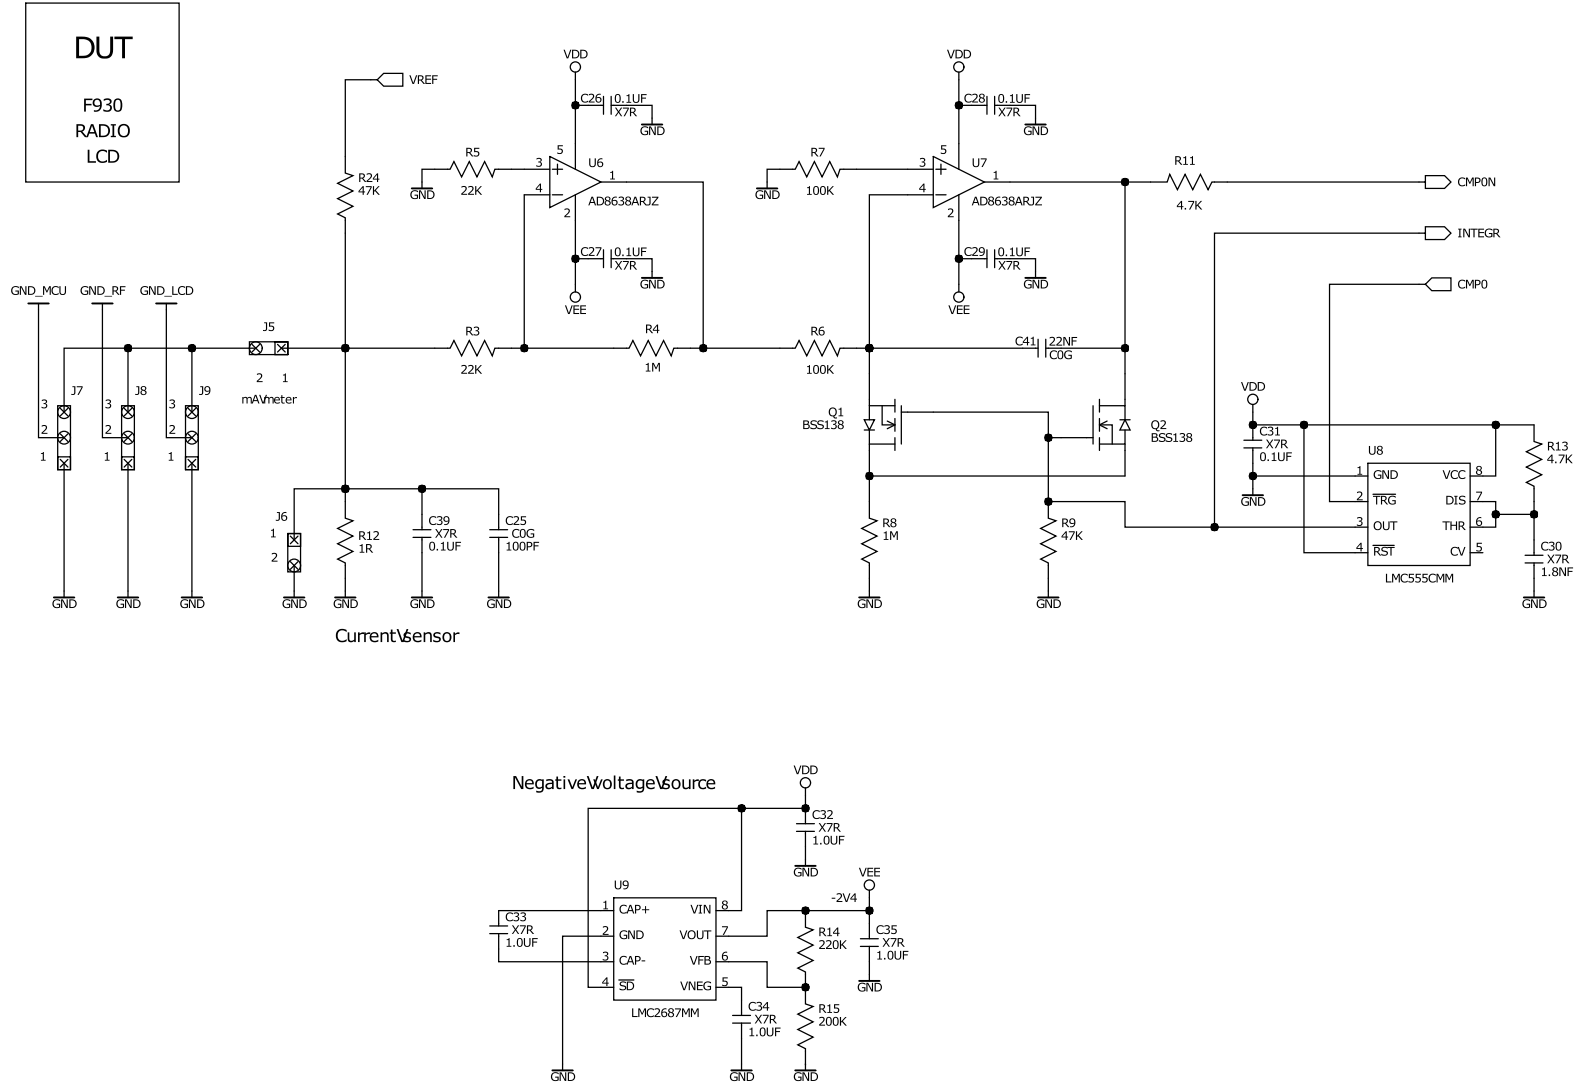 DUT
F930
RADIO
LCD
VREF
R24
47K
VDD
C26 0.1UF
X7R
GND
R5
22K
GND
3
4
5
2
1
U6
AD8638ARJZ
C27 0.1UF
X7R
GND
VEE
VDD
C28 0.1UF
X7R
GND
R7
100K
GND
3
4
5
2
1
U7
AD8638ARJZ
C29 0.1UF
X7R
GND
VEE
R11
4.7K
CMP0N
INTEGR
CMP0
GND_MCU
GND_RF
GND_LCD
J5
2 1
mAVmeter
R3
22K
R4
1M
R6
100K
C41 22NF
C0G
J7
3
2
1
GND
J8
3
2
1
GND
J9
3
2
1
GND
J6
1
2
GND
R12
1R
GND
C39
X7R
0.1UF
GND
C25
C0G
100PF
GND
CurrentVsensor
Q1
BSS138
Q2
BSS138
R8
1M
GND
R9
47K
GND
VDD
C31
X7R
0.1UF
GND
U8
1 GND
2 TRG
3 OUT
4 RST
VCC 8
DIS 7
THR 6
CV 5
LMC555CMM
R13
4.7K
C30
X7R
1.8NF
GND
NegativeVvoltageVsource
VDD
C32
X7R
1.0UF
GND
VEE
-2V4
U9
1 CAP+
2 GND
3 CAP-
4 SD
VIN 8
VOUT 7
VFB 6
VNEG 5
LMC2687MM
C33
X7R
1.0UF
GND
C34
X7R
1.0UF
GND
R14
220K
R15
200K
GND
C35
X7R
1.0UF
GND